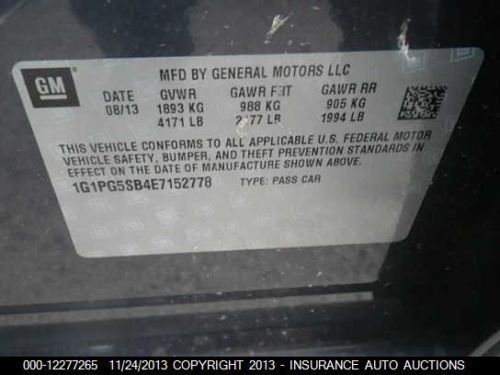 GM
MFD BY GENERAL MOTORS LLC
DATE GVWR GAWR FRT GAWR RR
08/13 1893 KG 988 KG 905 KG
4171 LB 2177 LB 1994 LB
THIS VEHICLE CONFORMS TO ALL APPLICABLE U.S. FEDERAL MOTOR
VEHICLE SAFETY, BUMPER, AND THEFT PREVENTION STANDARDS IN
EFFECT ON THE DATE OF MANUFACTURE SHOWN ABOVE.
1G1PG5SB4E7152778 TYPE: PASS CAR
000-12277265 11/24/2013 COPYRIGHT 2013 - INSURANCE AUTO AUCTIONS